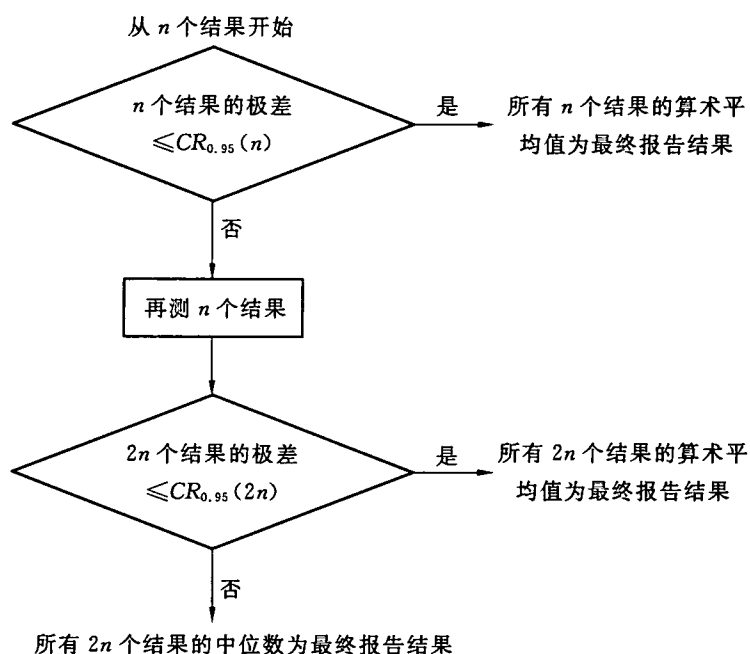 从 n 个结果开始
n 个结果的极差
≤CR₀.₉₅(n)
是
所有 n 个结果的算术平
均值为最终报告结果
否
再测 n 个结果
2n 个结果的极差
≤CR₀.₉₅(2n)
是
所有 2n 个结果的算术平
均值为最终报告结果
否
所有 2n 个结果的中位数为最终报告结果